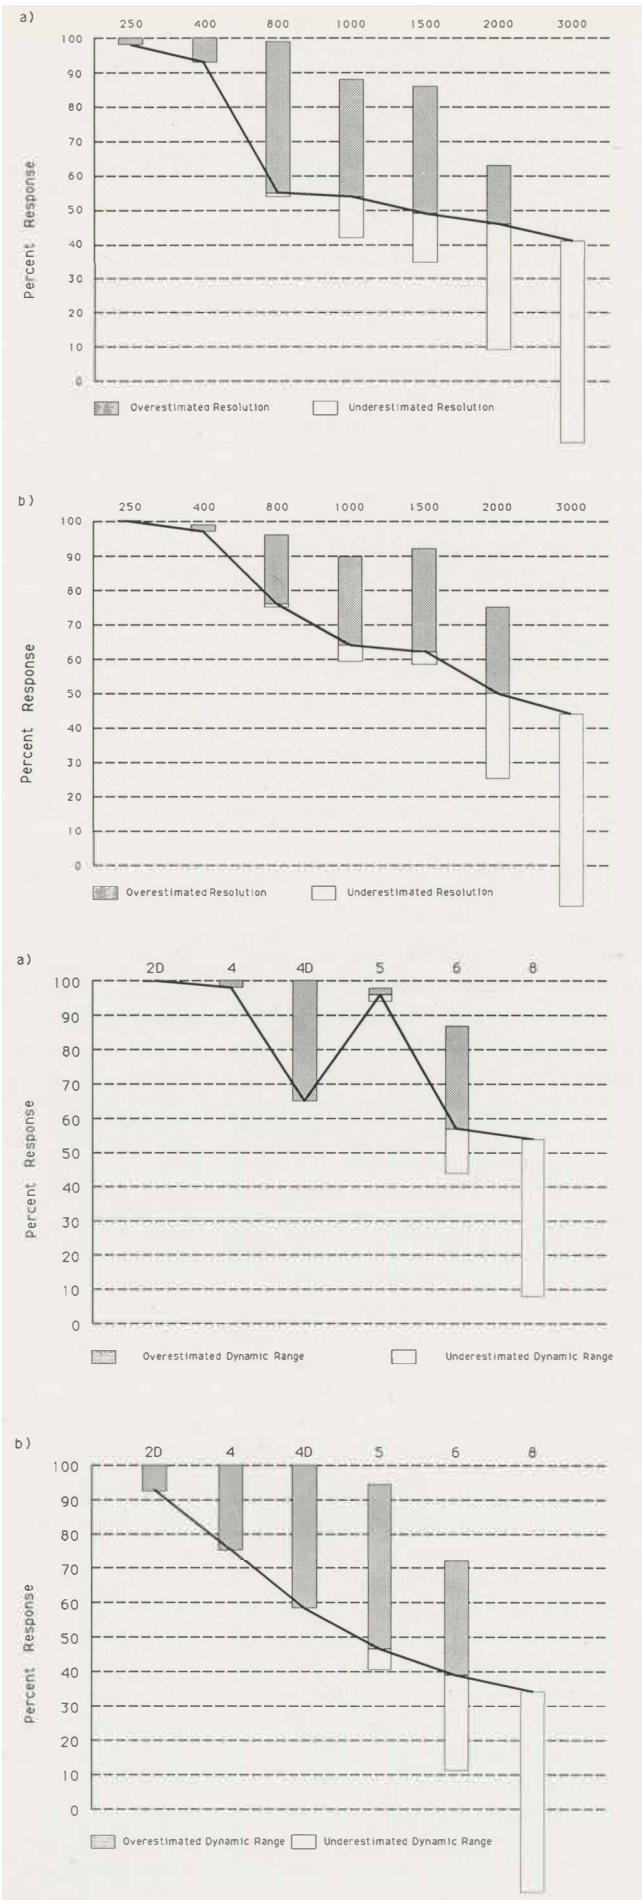 a)
250 400 800 1000 1500 2000 3000
100
90
80
70
60
50
40
30
20
10
0
Percent Response
Overestimated Resolution Underestimated Resolution
b)
250 400 800 1000 1500 2000 3000
100
90
80
70
60
50
40
30
20
10
0
Percent Response
Overestimated Resolution Underestimated Resolution
a)
2D 4 4D 5 6 8
100
90
80
70
60
50
40
30
20
10
0
Percent Response
Overestimated Dynamic Range Underestimated Dynamic Range
b)
2D 4 4D 5 6 8
100
90
80
70
60
50
40
30
20
10
0
Percent Response
Overestimated Dynamic Range Underestimated Dynamic Range